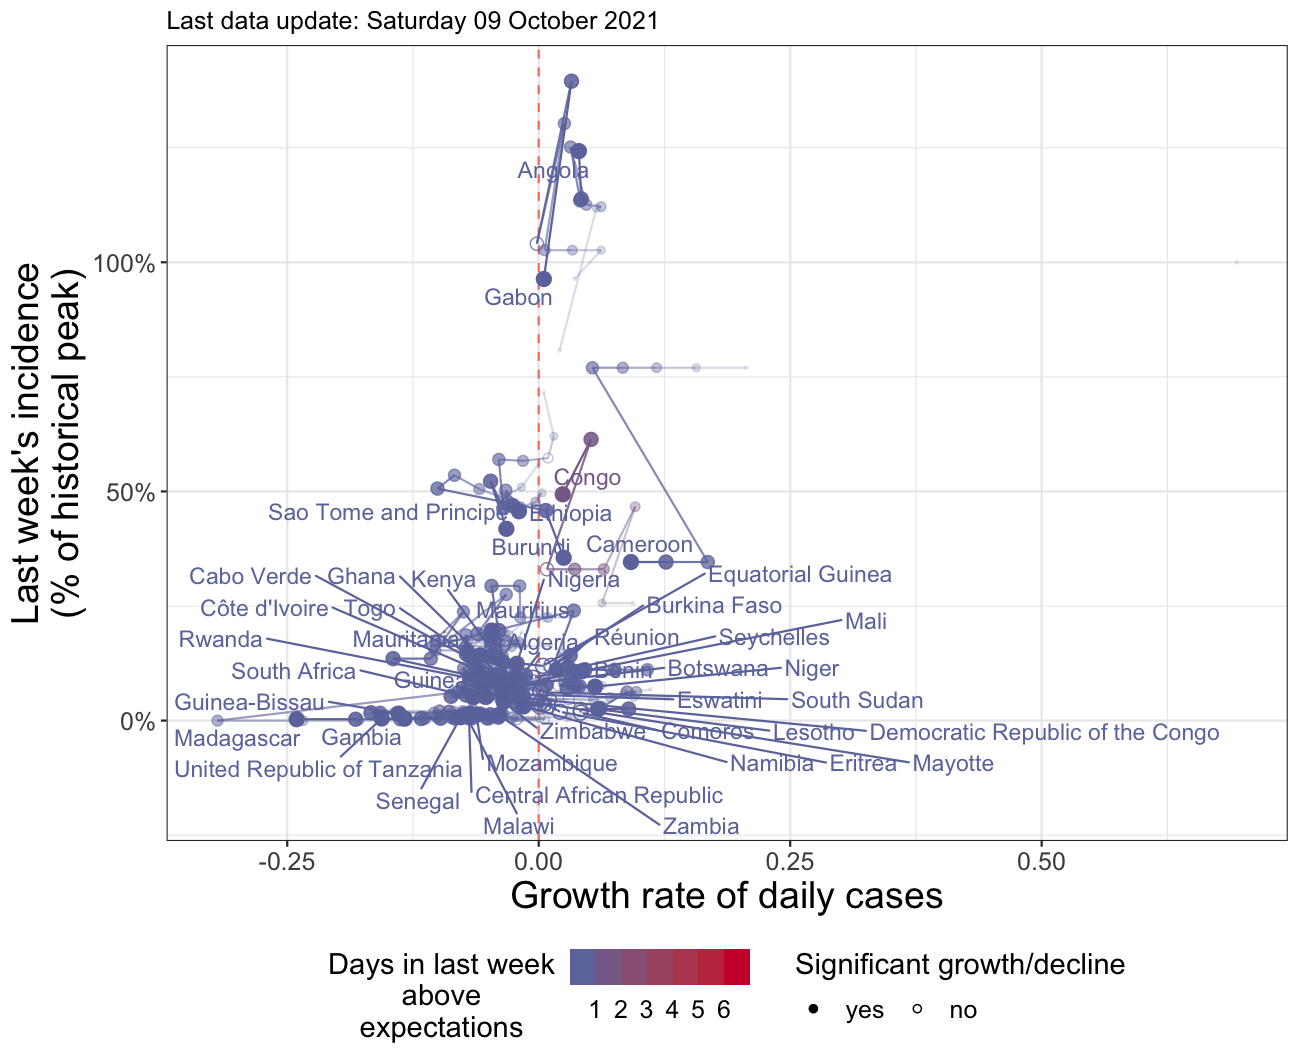 Last data update: Saturday 09 October 2021
Last week's incidence
(% of historical peak)
100%
50%
0%
Angola
Gabon
Congo
Sao Tome and Principe
Ethiopia
Burundi
Cameroon
Cabo Verde
Ghana
Kenya
Nigeria
Equatorial Guinea
Côte d'Ivoire
Togo
Mauritius
Burkina Faso
Mali
Rwanda
Mauritania
Algeria
Réunion
Seychelles
South Africa
Guinea
Benin
Botswana
Niger
Guinea-Bissau
Eswatini
South Sudan
Madagascar
Gambia
Zimbabwe
Comoros
Lesotho
Democratic Republic of the Congo
United Republic of Tanzania
Mozambique
Namibia
Eritrea
Mayotte
Senegal
Central African Republic
Malawi
Zambia
-0.25
0.00
0.25
0.50
Growth rate of daily cases
Days in last week
above
expectations
1 2 3 4 5 6
Significant growth/decline
yes
no